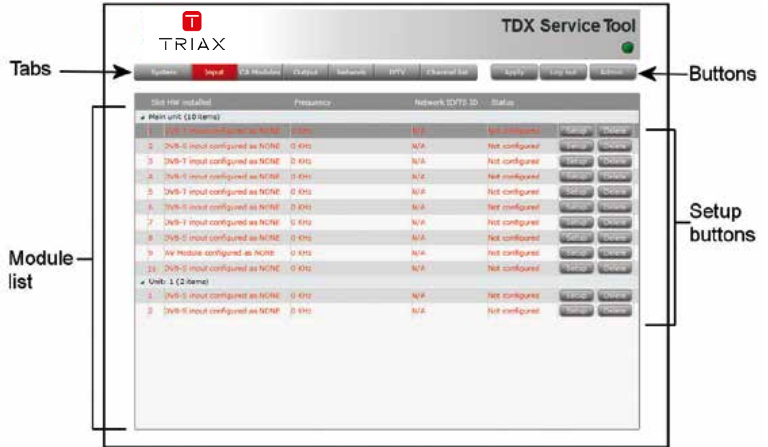 TRIAX
TDX Service Tool
Tabs
System Input CA Modules Output Network IPTV Channel list Apply Log out Admin
Buttons
Slot HW installed Frequency Network ID/TS ID Status
Main unit (10 items)
1 DVB-T input configured as NONE 0 KHz N/A Not configured Setup Delete
2 DVB-S input configured as NONE 0 KHz N/A Not configured Setup Delete
3 DVB-T input configured as NONE 0 KHz N/A Not configured Setup Delete
4 DVB-S input configured as NONE 0 KHz N/A Not configured Setup Delete
5 DVB-T input configured as NONE 0 KHz N/A Not configured Setup Delete
6 DVB-S input configured as NONE 0 KHz N/A Not configured Setup Delete
7 DVB-T input configured as NONE 0 KHz N/A Not configured Setup Delete
8 DVB-S input configured as NONE 0 KHz N/A Not configured Setup Delete
9 AV Module configured as NONE 0 KHz N/A Not configured Setup Delete
10 DVB-S input configured as NONE 0 KHz N/A Not configured Setup Delete
Unit: 1 (2 items)
1 DVB-S input configured as NONE 0 KHz N/A Not configured Setup Delete
2 DVB-S input configured as NONE 0 KHz N/A Not configured Setup Delete
Setup
buttons
Module
list